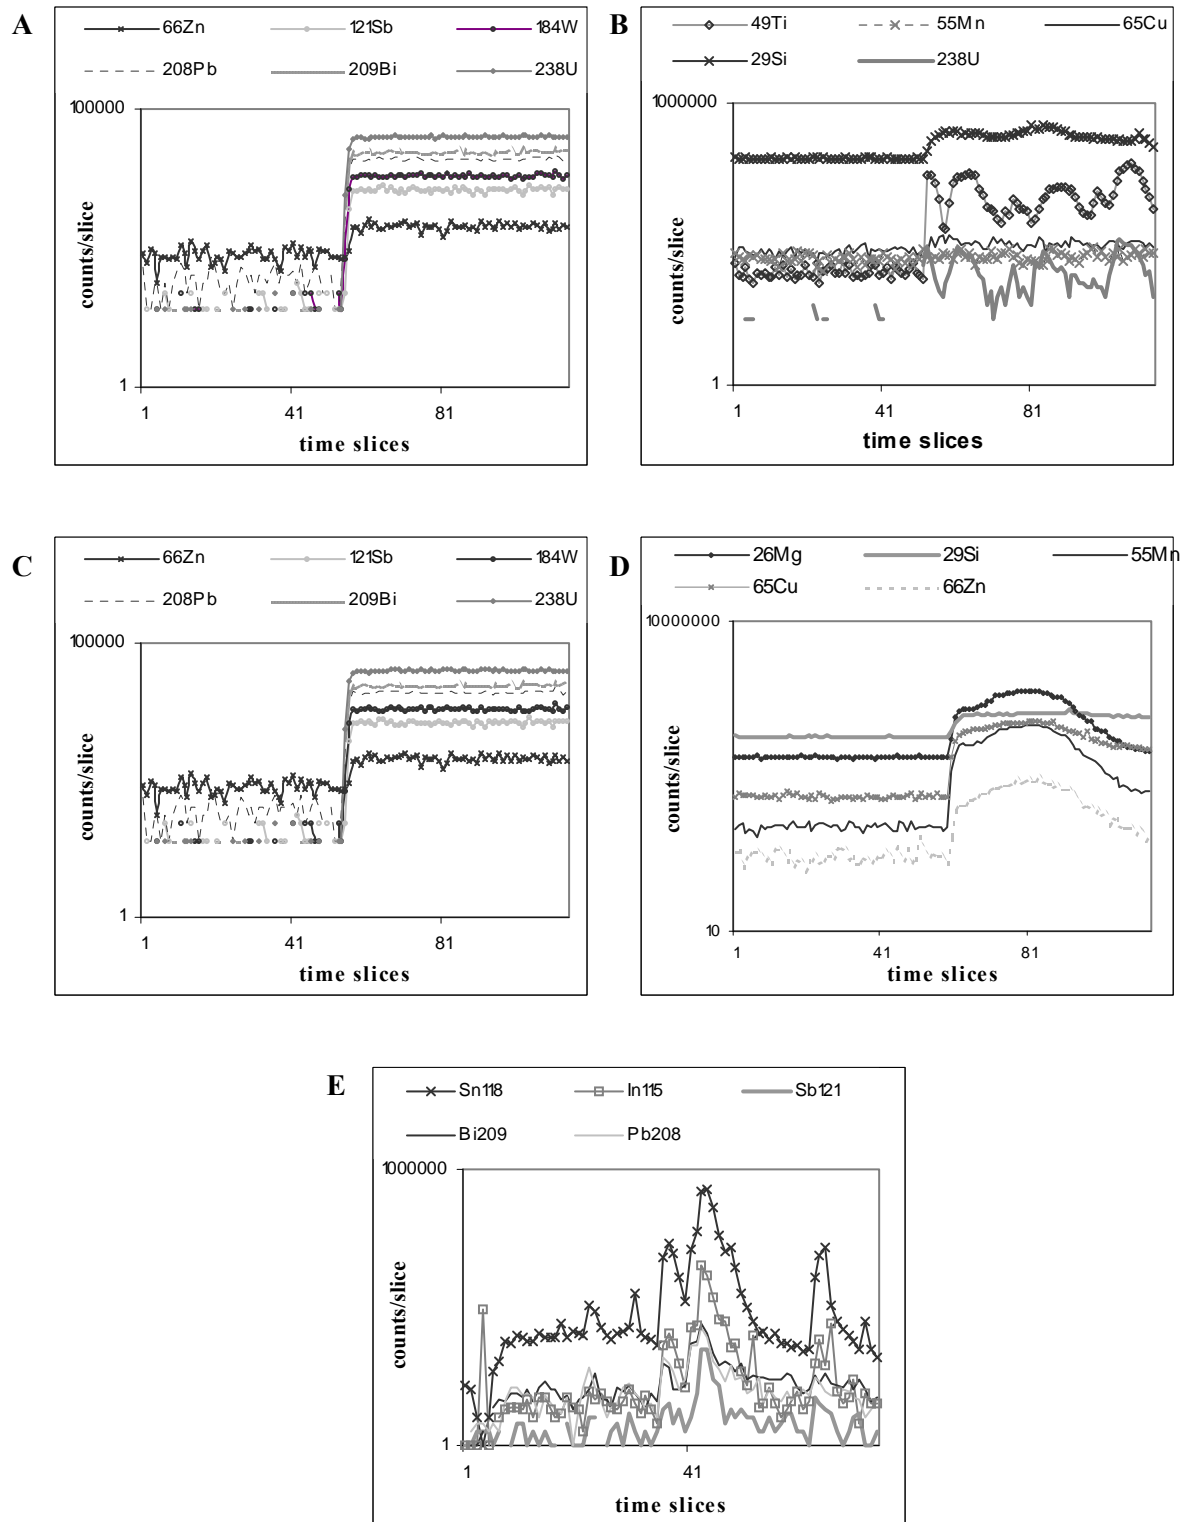 A
66Zn 121Sb 184W
208Pb 209Bi 238U
100000
counts/slice
1
1 41 81
time slices
B
49Ti 55Mn 65Cu
29Si 238U
1000000
counts/slice
1
1 41 81
time slices
C
66Zn 121Sb 184W
208Pb 209Bi 238U
100000
counts/slice
1
1 41 81
time slices
D
26Mg 29Si 55Mn
65Cu 66Zn
10000000
counts/slice
10
1 41 81
time slices
E
Sn118 In115 Sb121
Bi209 Pb208
1000000
counts/slice
1
1 41
time slices